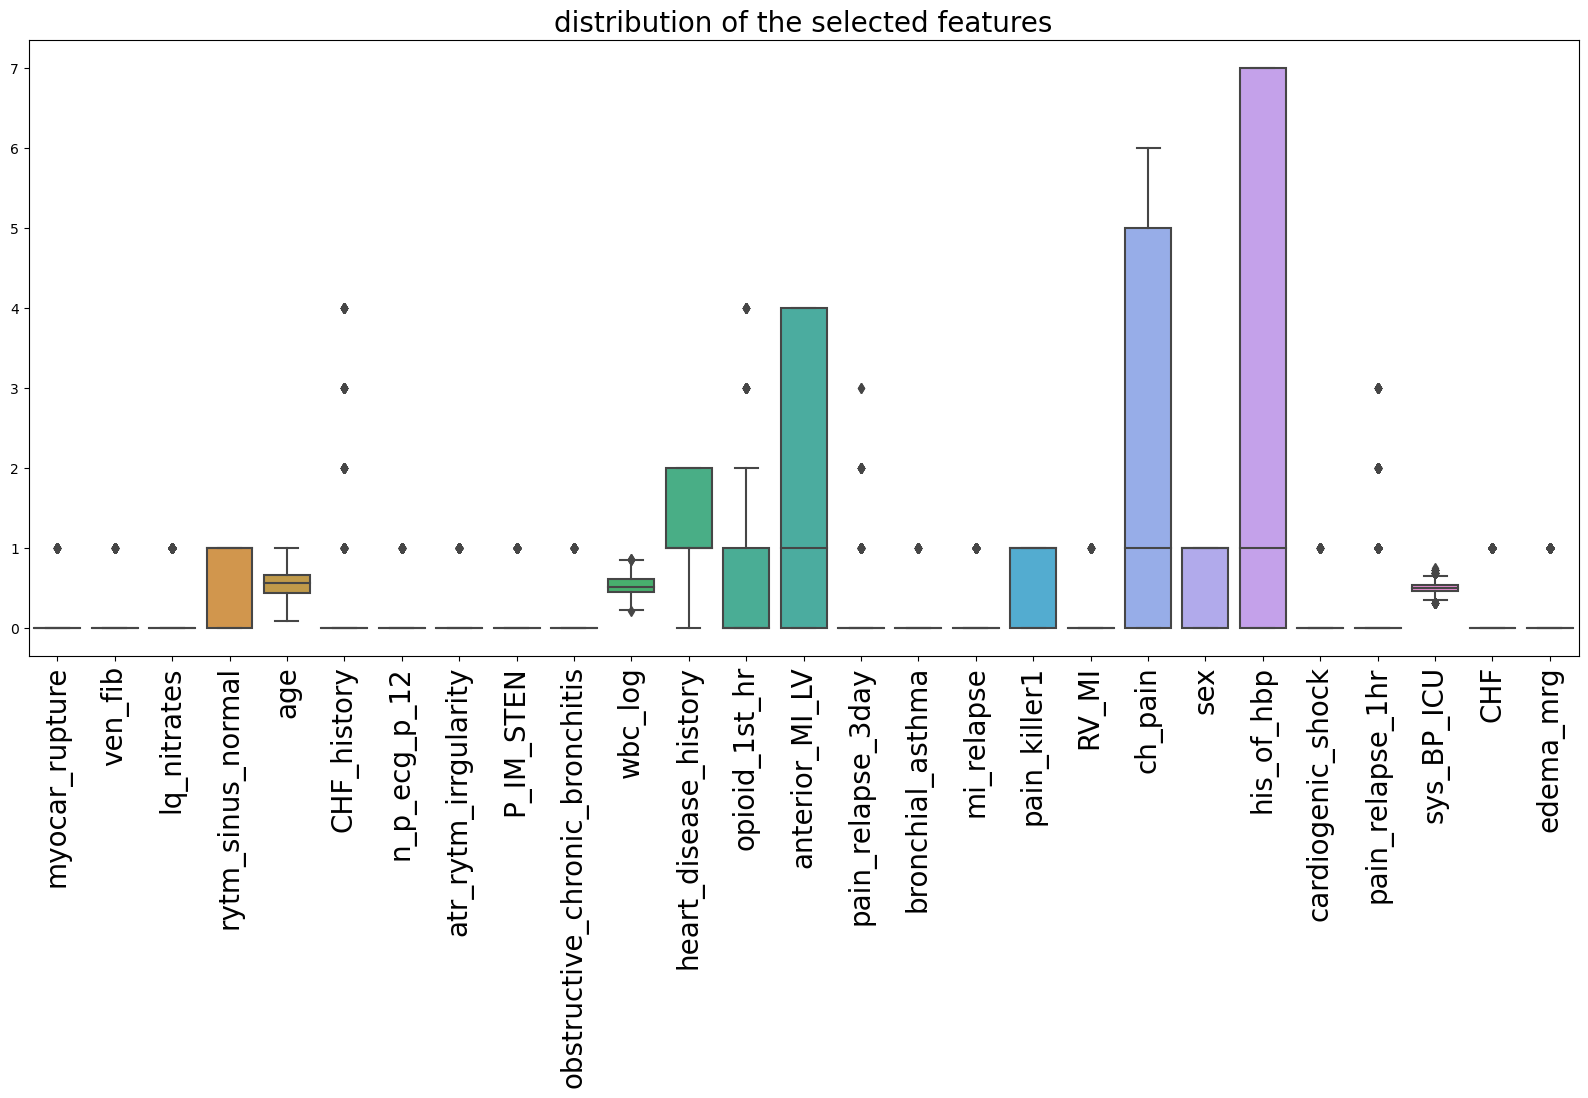 distribution of the selected features
7
6
5
4
3
2
1
0
myocar_rupture
ven_fib
lq_nitrates
rytm_sinus_normal
age
CHF_history
n_p_ecg_p_12
atr_rytm_irrgularity
P_IM_STEN
obstructive_chronic_bronchitis
wbc_log
heart_disease_history
opioid_1st_hr
anterior_MI_LV
pain_relapse_3day
bronchial_asthma
mi_relapse
pain_killer1
RV_MI
ch_pain
sex
his_of_hbp
cardiogenic_shock
pain_relapse_1hr
sys_BP_ICU
CHF
edema_mrg